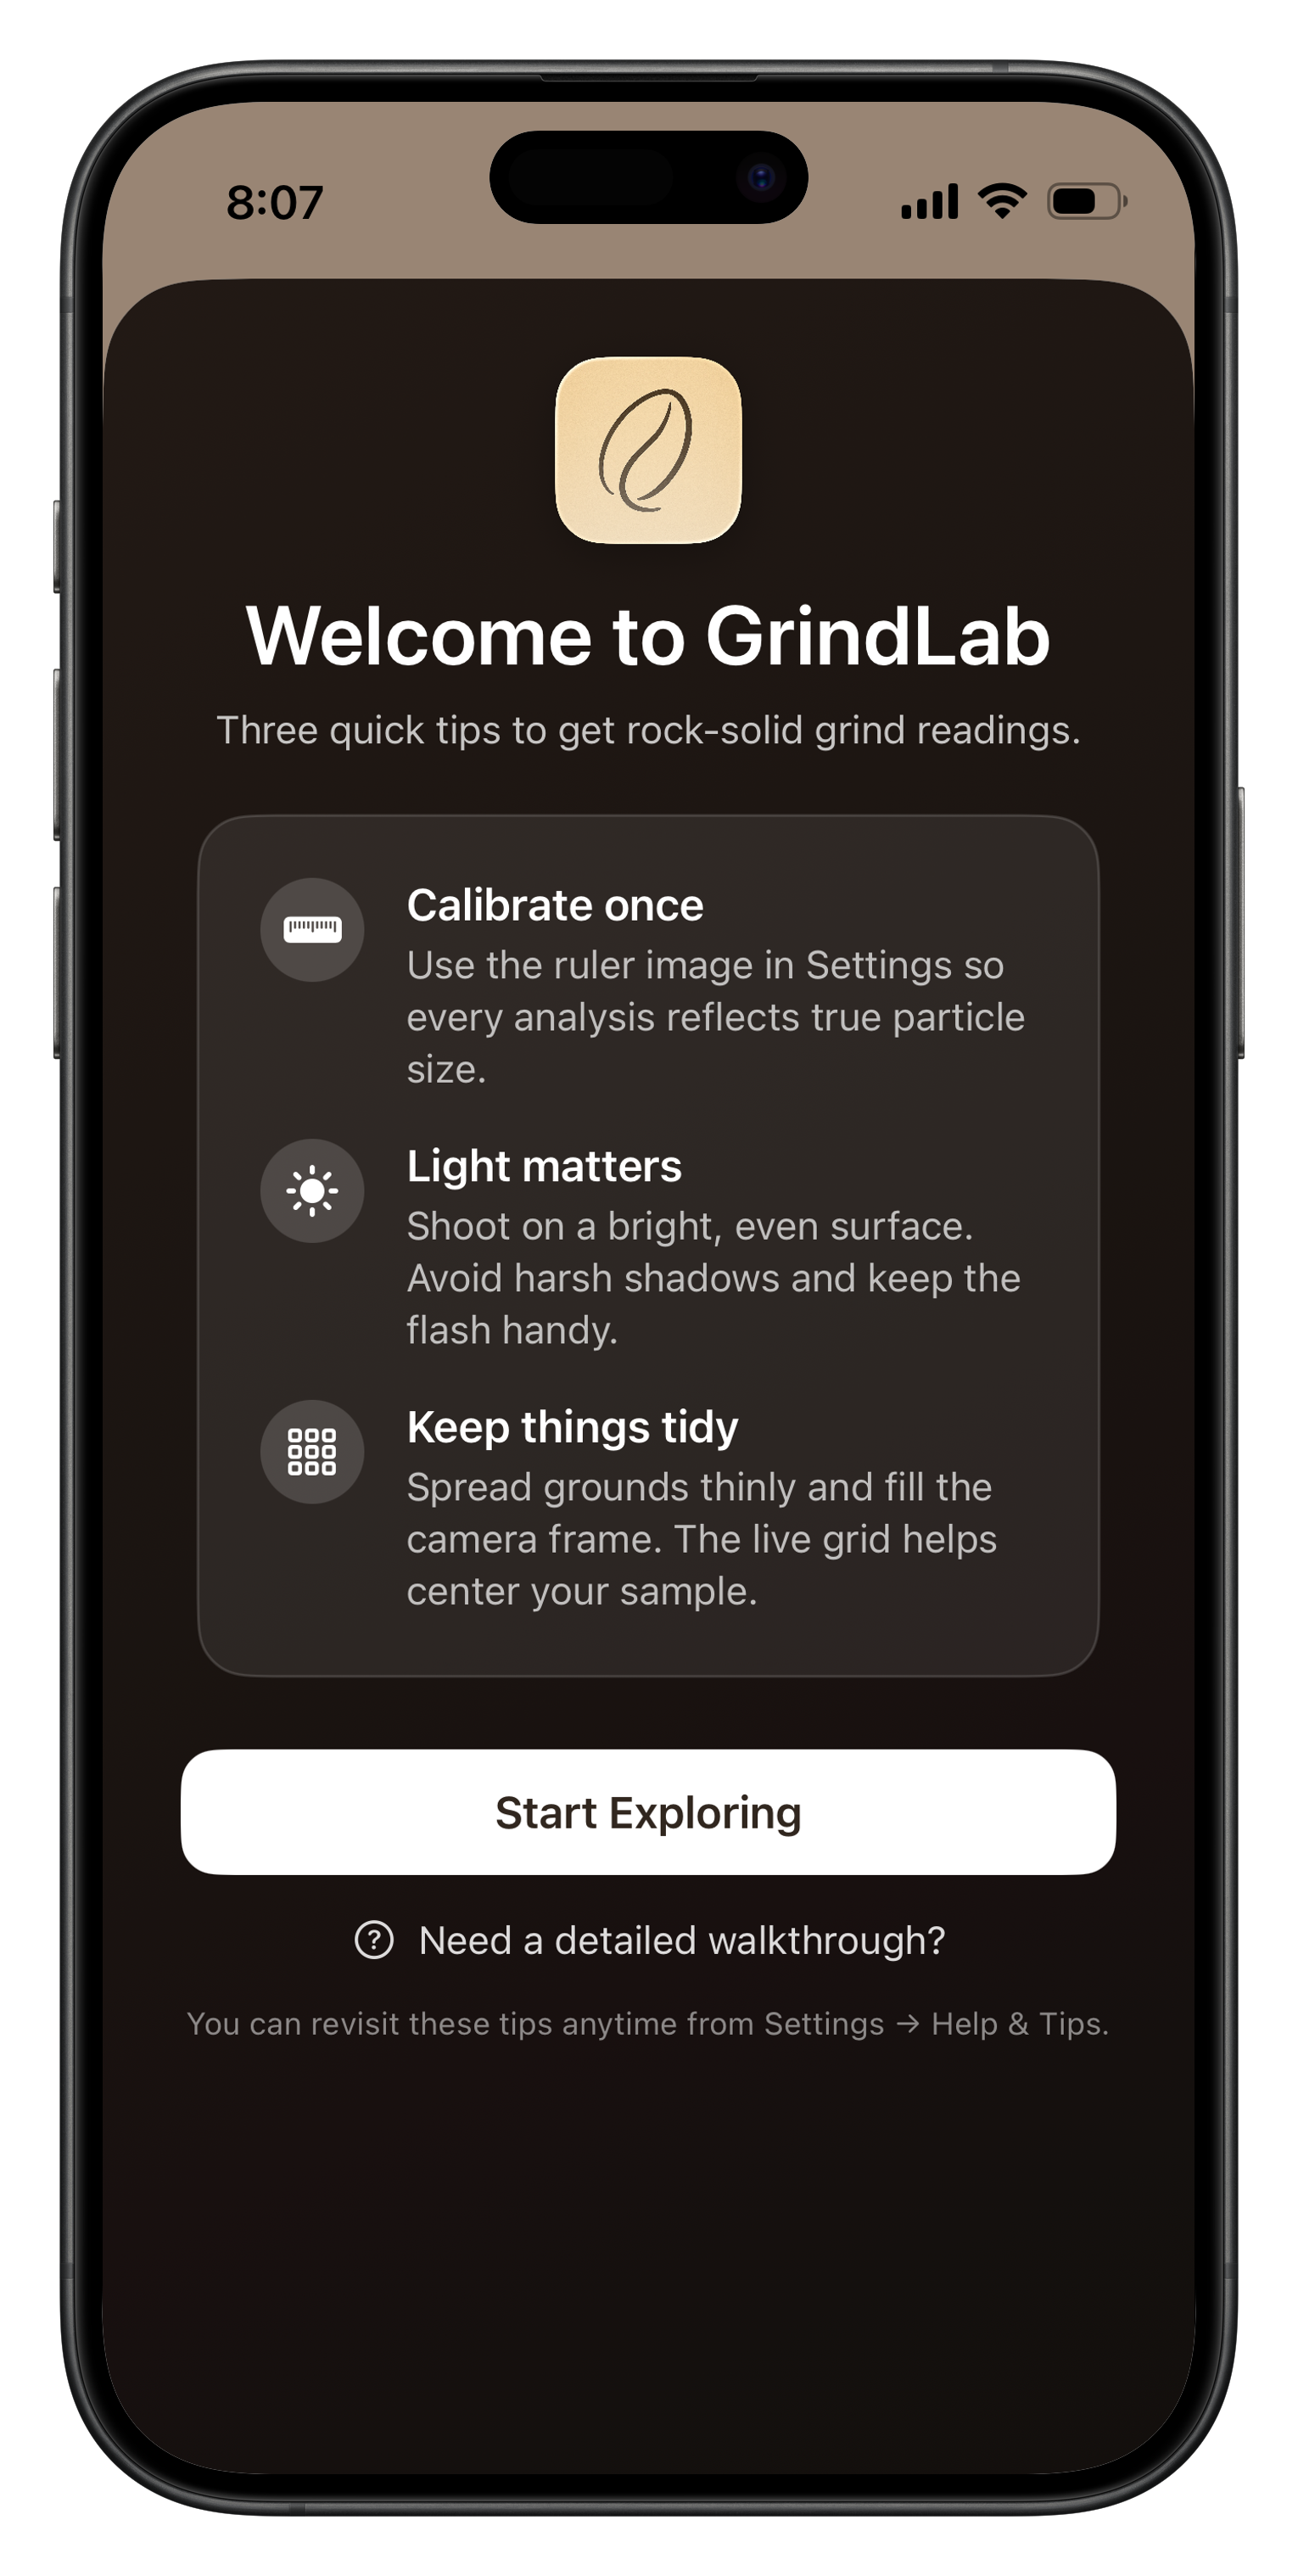 8:07
Welcome to GrindLab
Three quick tips to get rock-solid grind readings.
Calibrate once
Use the ruler image in Settings so
every analysis reflects true particle
size.
Light matters
Shoot on a bright, even surface.
Avoid harsh shadows and keep the
flash handy.
Keep things tidy
Spread grounds thinly and fill the
camera frame. The live grid helps
center your sample.
Start Exploring
? Need a detailed walkthrough?
You can revisit these tips anytime from Settings → Help & Tips.